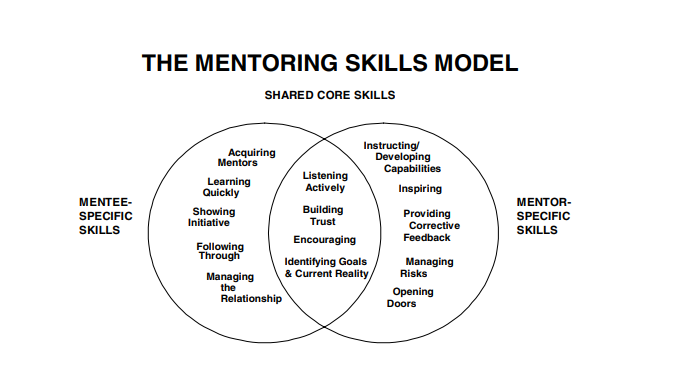 THE MENTORING SKILLS MODEL
SHARED CORE SKILLS
MENTEE-
SPECIFIC
SKILLS
Acquiring
Mentors
Learning
Quickly
Showing
Initiative
Following
Through
Managing
the
Relationship
Listening
Actively
Building
Trust
Encouraging
Identifying Goals
& Current Reality
Instructing/
Developing
Capabilities
Inspiring
Providing
Corrective
Feedback
Managing
Risks
Opening
Doors
MENTOR-
SPECIFIC
SKILLS